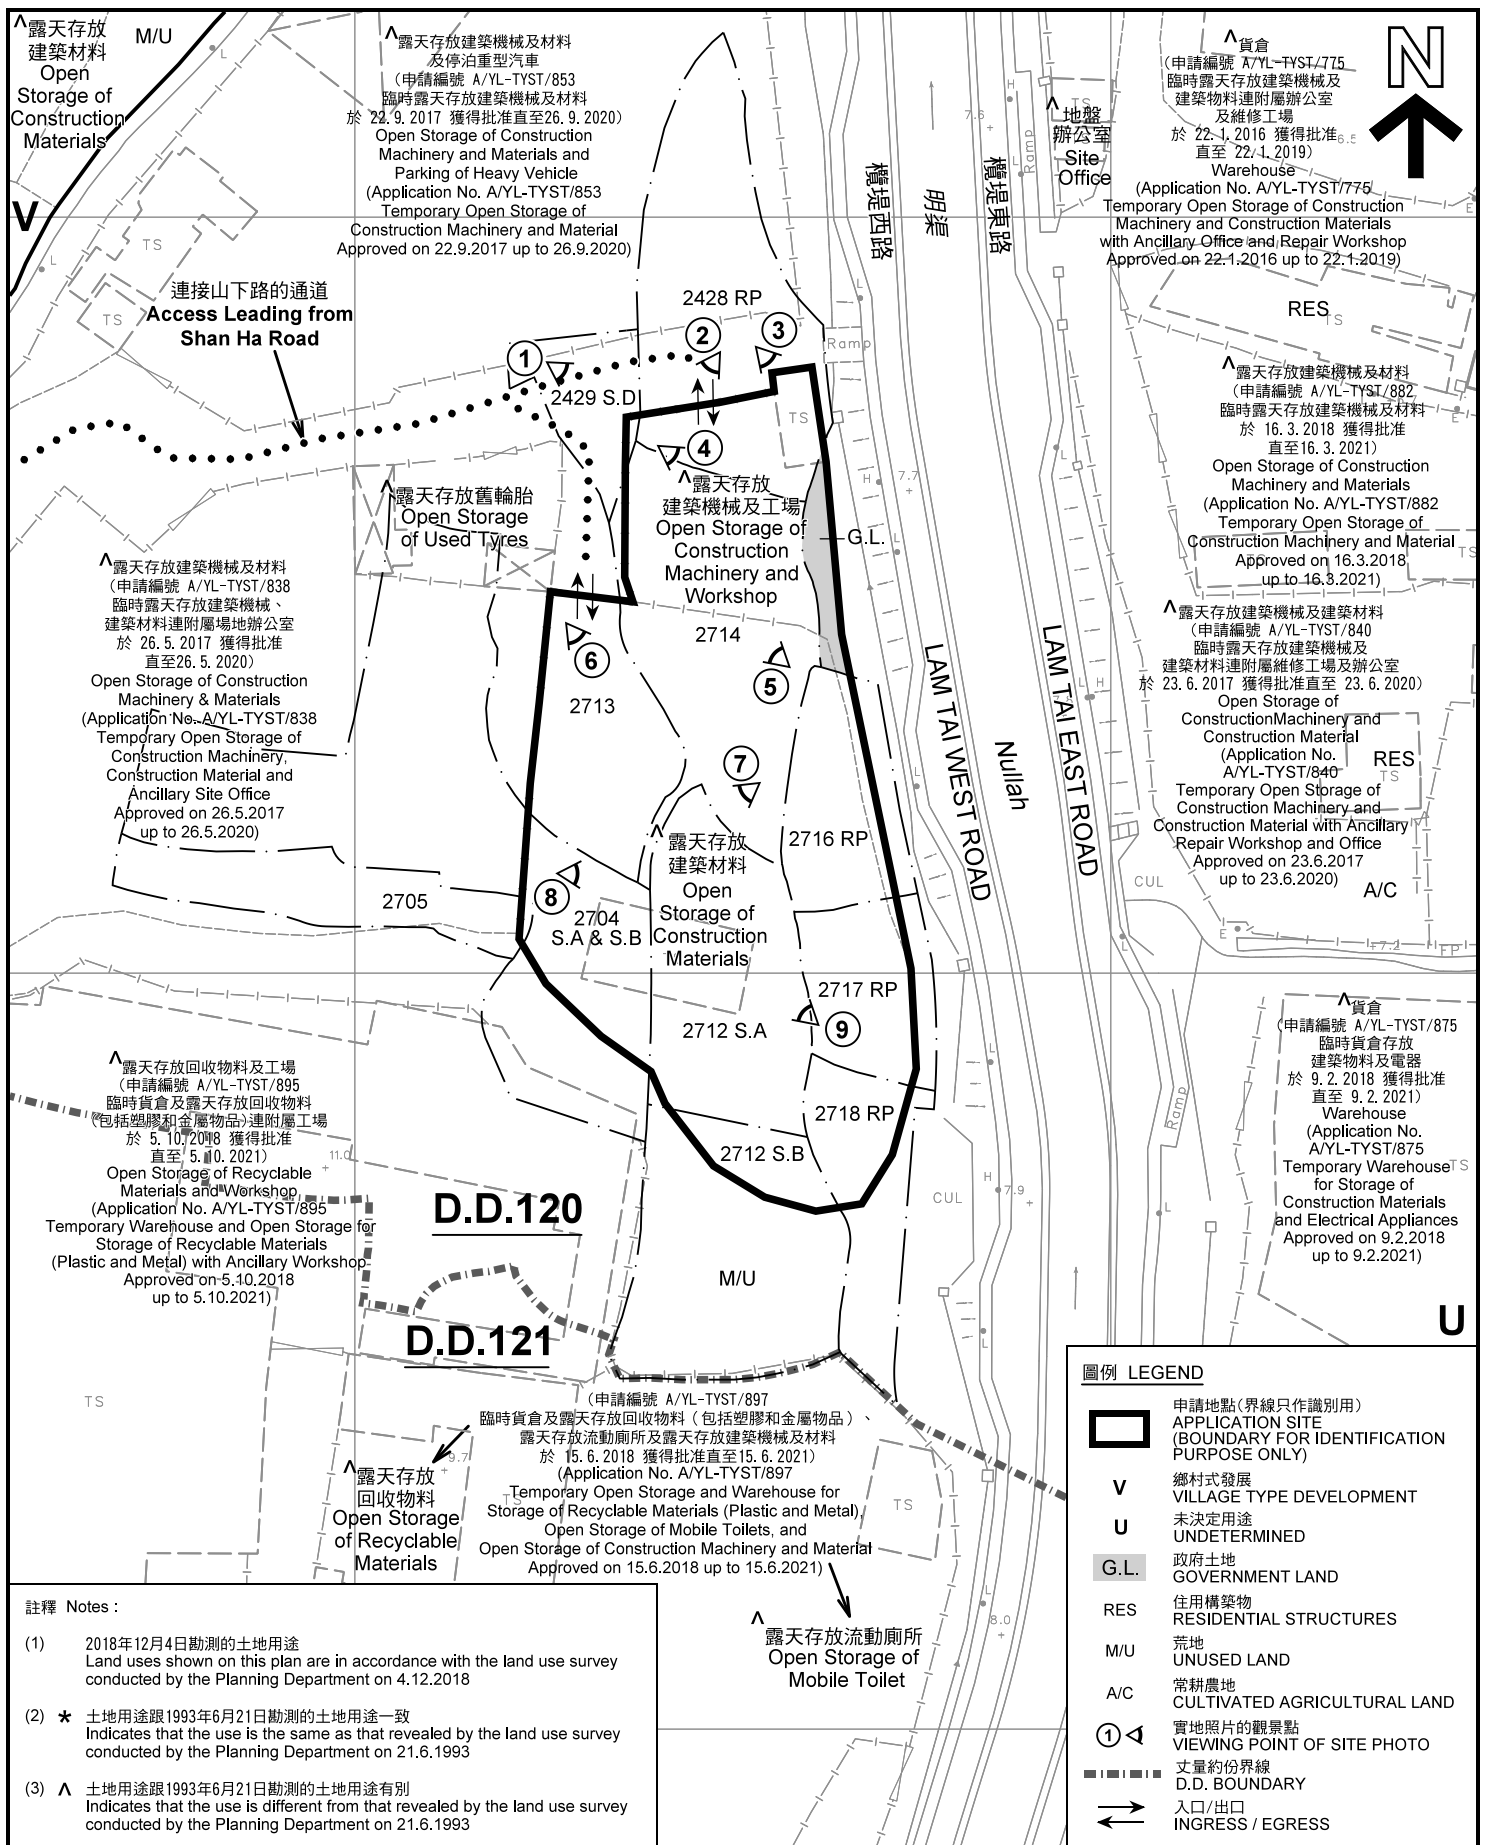 ^露天存放
建築材料
Open
Storage of
Construction
Materials
M/U
V
^露天存放建築機械及材料
及停泊重型汽車
(申請編號 A/YL-TYST/853
臨時露天存放建築機械及材料
於 22.9.2017 獲得批准直至26.9.2020)
Open Storage of Construction
Machinery and Materials and
Parking of Heavy Vehicle
(Application No. A/YL-TYST/853
Temporary Open Storage of
Construction Machinery and Material
Approved on 22.9.2017 up to 26.9.2020)
^地盤
辦公室
Site
Office
^貨倉
(申請編號 A/YL-TYST/775
臨時露天存放建築機械及
建築物料連附屬辦公室
及維修工場
於 22.1.2016 獲得批准
直至 22.1.2019)
Warehouse
(Application No. A/YL-TYST/775
Temporary Open Storage of Construction
Machinery and Construction Materials
with Ancillary Office and Repair Workshop
Approved on 22.1.2016 up to 22.1.2019)
N
欖堤西路
明渠
欖堤東路
連接山下路的通道
Access Leading from
Shan Ha Road
RES
2428 RP
1
2
3
2429 S.D
4
^露天存放
建築機械及工場
Open Storage of
Construction
Machinery and
Workshop
G.L.
^露天存放舊輪胎
Open Storage
of Used Tyres
^露天存放建築機械及材料
(申請編號 A/YL-TYST/882
臨時露天存放建築機械及材料
於 16.3.2018 獲得批准
直至16.3.2021)
Open Storage of Construction
Machinery and Materials
(Application No. A/YL-TYST/882
Temporary Open Storage of
Construction Machinery and Material
Approved on 16.3.2018
up to 16.3.2021)
^露天存放建築機械及材料
(申請編號 A/YL-TYST/838
臨時露天存放建築機械、
建築材料連附屬場地辦公室
於 26.5.2017 獲得批准
直至26.5.2020)
Open Storage of Construction
Machinery & Materials
(Application No. A/YL-TYST/838
Temporary Open Storage of
Construction Machinery,
Construction Material and
Ancillary Site Office
Approved on 26.5.2017
up to 26.5.2020)
2714
5
6
2713
7
^露天存放建築機械及建築材料
(申請編號 A/YL-TYST/840
臨時露天存放建築機械及
建築材料連附屬維修工場及辦公室
於 23.6.2017 獲得批准直至 23.6.2020)
Open Storage of
ConstructionMachinery and
Construction Material
(Application No.
A/YL-TYST/840
Temporary Open Storage of
Construction Machinery and
Construction Material with Ancillary
Repair Workshop and Office
Approved on 23.6.2017
up to 23.6.2020)
RES
A/C
LAM TAI WEST ROAD
Nullah
LAM TAI EAST ROAD
2716 RP
^露天存放
建築材料
Open
Storage of
Construction
Materials
8
2705
2704
S.A & S.B
2717 RP
9
2712 S.A
2718 RP
2712 S.B
^貨倉
(申請編號 A/YL-TYST/875
臨時貨倉存放
建築物料及電器
於 9.2.2018 獲得批准
直至 9.2.2021)
Warehouse
(Application No.
A/YL-TYST/875
Temporary Warehouse
for Storage of
Construction Materials
and Electrical Appliances
Approved on 9.2.2018
up to 9.2.2021)
^露天存放回收物料及工場
(申請編號 A/YL-TYST/895
臨時貨倉及露天存放回收物料
(包括塑膠和金屬物品)連附屬工場
於 5.10.2018 獲得批准
直至 5.10.2021)
Open Storage of Recyclable
Materials and Workshop
(Application No. A/YL-TYST/895
Temporary Warehouse and Open Storage for
Storage of Recyclable Materials
(Plastic and Metal) with Ancillary Workshop
Approved on 5.10.2018
up to 5.10.2021)
D.D.120
M/U
D.D.121
U
(申請編號 A/YL-TYST/897
臨時貨倉及露天存放回收物料(包括塑膠和金屬物品)、
露天存放流動廁所及露天存放建築機械及材料
於 15.6.2018 獲得批准直至15.6.2021)
(Application No. A/YL-TYST/897
Temporary Open Storage and Warehouse for
Storage of Recyclable Materials (Plastic and Metal),
Open Storage of Mobile Toilets, and
Open Storage of Construction Machinery and Material
Approved on 15.6.2018 up to 15.6.2021)
^露天存放
回收物料
Open Storage
of Recyclable
Materials
^露天存放流動廁所
Open Storage of
Mobile Toilet
TS
Ramp
CUL
7.7
7.9
8.0
11.0
9.7
7.2
FP
圖例 LEGEND
申請地點(界線只作識別用)
APPLICATION SITE
(BOUNDARY FOR IDENTIFICATION
PURPOSE ONLY)
V 鄉村式發展
VILLAGE TYPE DEVELOPMENT
U 未決定用途
UNDETERMINED
G.L. 政府土地
GOVERNMENT LAND
RES 住用構築物
RESIDENTIAL STRUCTURES
M/U 荒地
UNUSED LAND
A/C 常耕農地
CULTIVATED AGRICULTURAL LAND
1 實地照片的觀景點
VIEWING POINT OF SITE PHOTO
丈量約份界線
D.D. BOUNDARY
入口/出口
INGRESS / EGRESS
註釋 Notes :
(1) 2018年12月4日勘測的土地用途
Land uses shown on this plan are in accordance with the land use survey
conducted by the Planning Department on 4.12.2018
(2) * 土地用途跟1993年6月21日勘測的土地用途一致
Indicates that the use is the same as that revealed by the land use survey
conducted by the Planning Department on 21.6.1993
(3) ^ 土地用途跟1993年6月21日勘測的土地用途有別
Indicates that the use is different from that revealed by the land use survey
conducted by the Planning Department on 21.6.1993